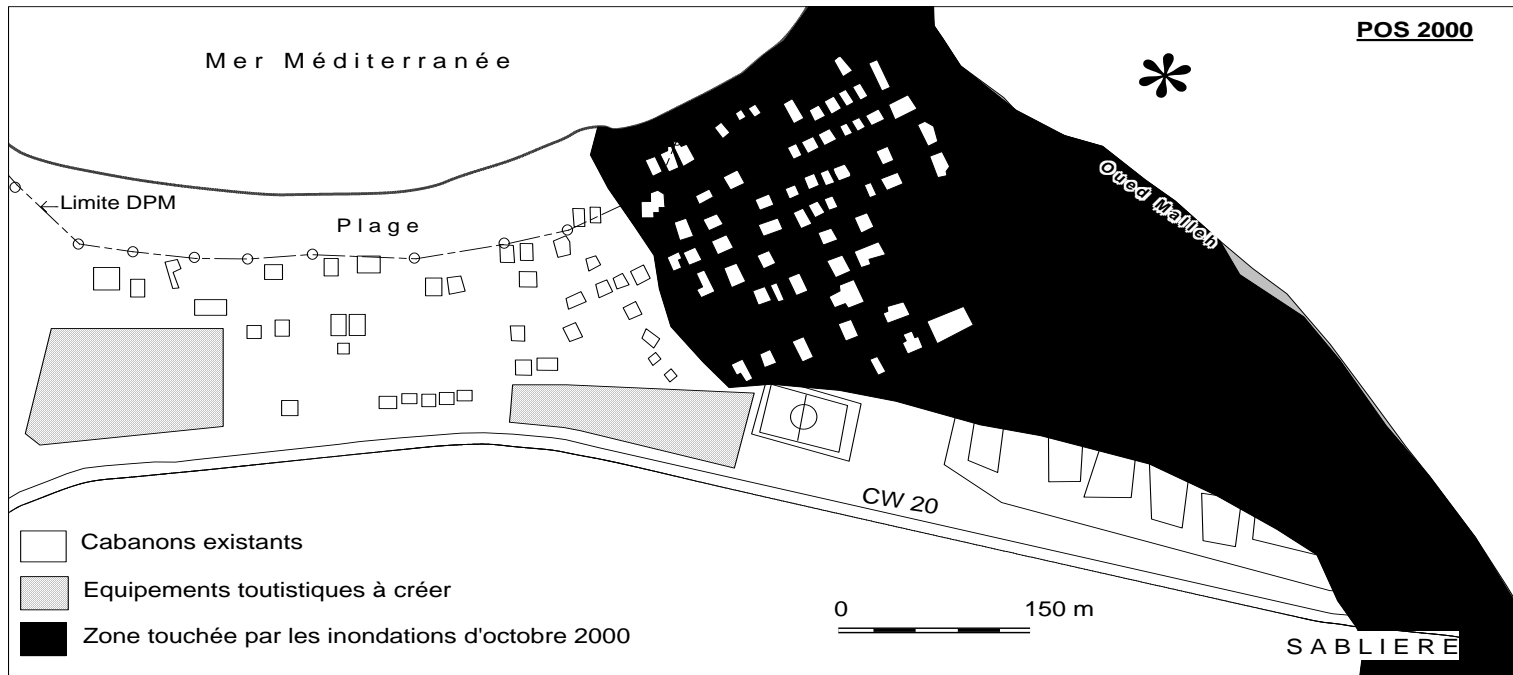 POS 2000
Mer Méditerranée
Oued Malleh
Limite DPM
Plage
CW 20
Cabanons existants
Equipements toutistiques à créer
0 150 m
Zone touchée par les inondations d'octobre 2000
SABLIERE